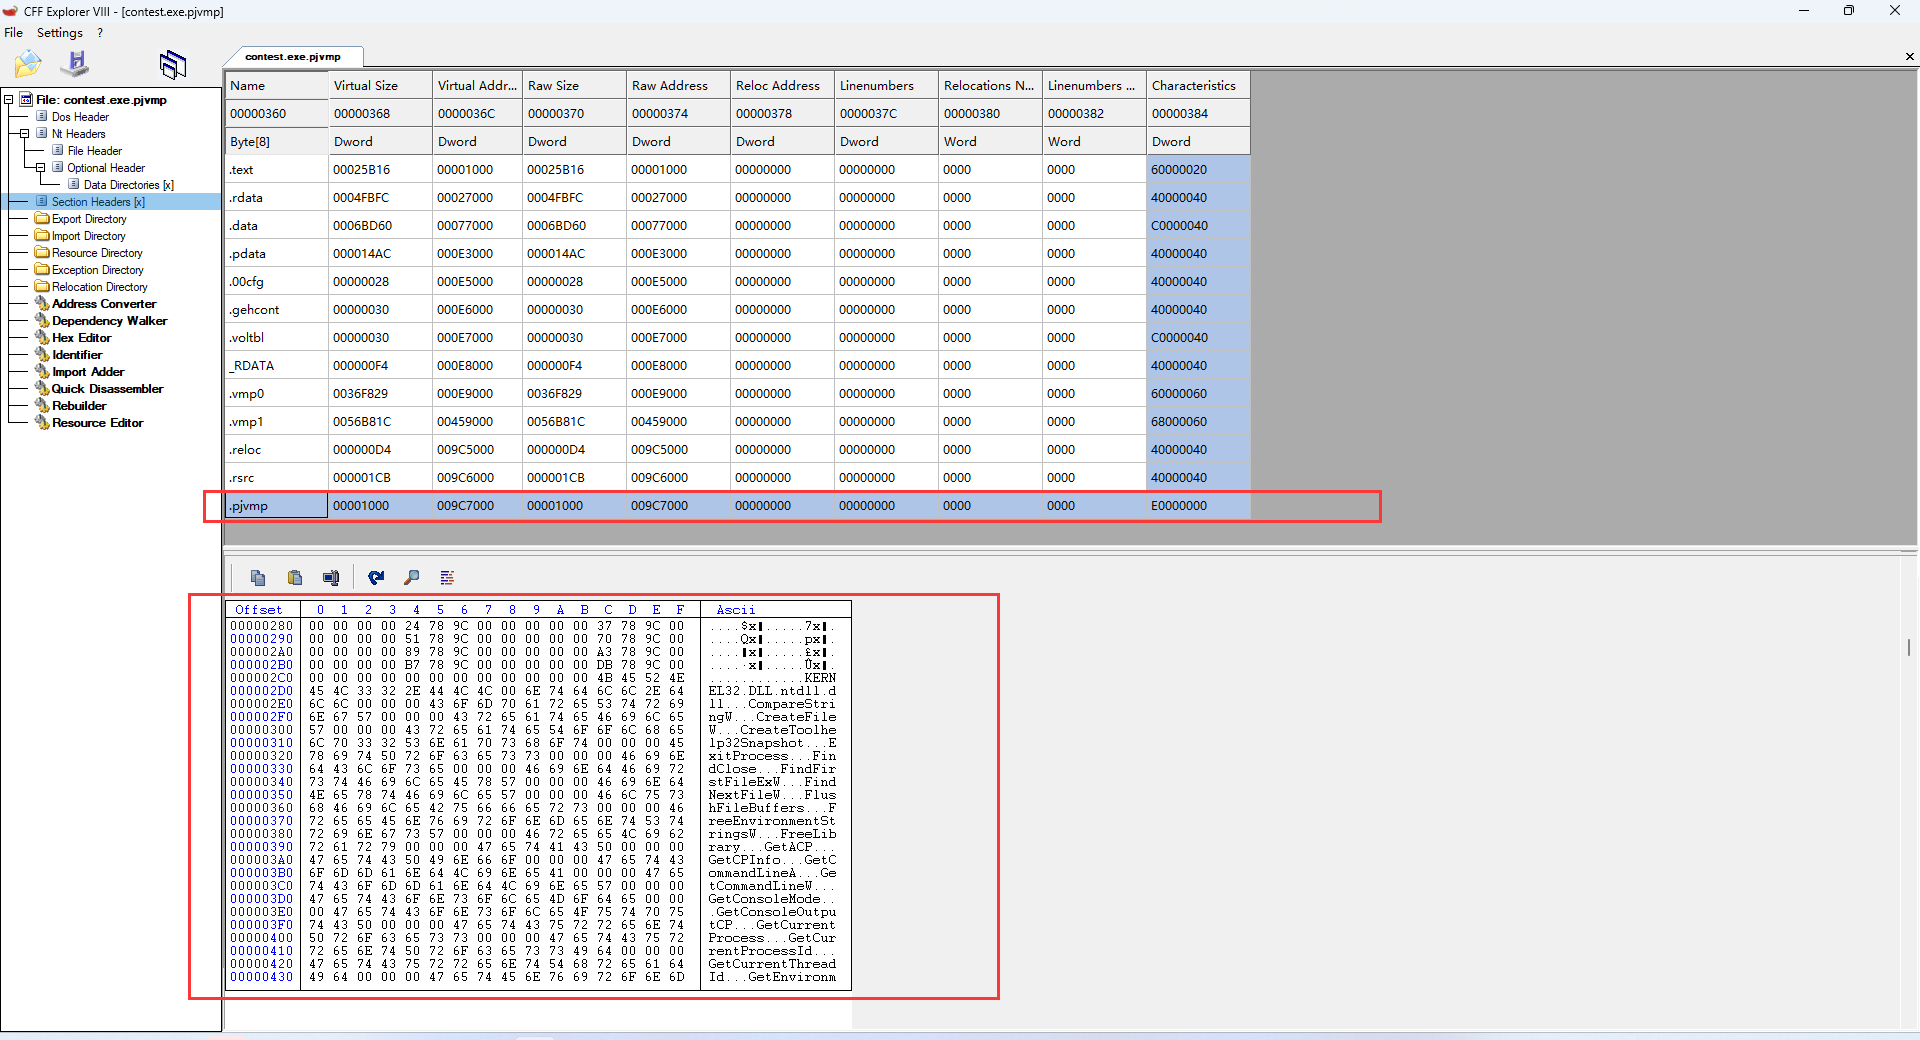 CFF Explorer VIII - [contest.exe.pjvmp]
File Settings ?
contest.exe.pjvmp
File: contest.exe.pjvmp
Dos Header
Nt Headers
File Header
Optional Header
Data Directories [x]
Section Headers [x]
Export Directory
Import Directory
Resource Directory
Exception Directory
Relocation Directory
Address Converter
Dependency Walker
Hex Editor
Identifier
Import Adder
Quick Disassembler
Rebuilder
Resource Editor
Name Virtual Size Virtual Addr... Raw Size Raw Address Reloc Address Linenumbers Relocations N... Linenumbers ... Characteristics
00000360 00000368 0000036C 00000370 00000374 00000378 0000037C 00000380 00000382 00000384
Byte[8] Dword Dword Dword Dword Dword Dword Word Word Dword
.text 00025B16 00001000 00025B16 00001000 00000000 00000000 0000 0000 60000020
.rdata 0004FBFC 00027000 0004FBFC 00027000 00000000 00000000 0000 0000 40000040
.data 0006BD60 00077000 0006BD60 00077000 00000000 00000000 0000 0000 C0000040
.pdata 000014AC 000E3000 000014AC 000E3000 00000000 00000000 0000 0000 40000040
.00cfg 00000028 000E5000 00000028 000E5000 00000000 00000000 0000 0000 40000040
.gehcont 00000030 000E6000 00000030 000E6000 00000000 00000000 0000 0000 40000040
.voltbl 00000030 000E7000 00000030 000E7000 00000000 00000000 0000 0000 C0000040
_RDATA 000000F4 000E8000 000000F4 000E8000 00000000 00000000 0000 0000 40000040
.vmp0 0036F829 000E9000 0036F829 000E9000 00000000 00000000 0000 0000 60000060
.vmp1 0056B81C 00459000 0056B81C 00459000 00000000 00000000 0000 0000 68000060
.reloc 000000D4 009C5000 000000D4 009C5000 00000000 00000000 0000 0000 40000040
.rsrc 000001CB 009C6000 000001CB 009C6000 00000000 00000000 0000 0000 40000040
.pjvmp 00001000 009C7000 00001000 009C7000 00000000 00000000 0000 0000 E0000000
Offset 0 1 2 3 4 5 6 7 8 9 A B C D E F Ascii
00000280 00 00 00 00 24 78 9C 00 00 00 00 00 37 78 9C 00 ....$x▌.....7x▌.
00000290 00 00 00 00 51 78 9C 00 00 00 00 00 70 78 9C 00 ....Qx▌.....px▌.
000002A0 00 00 00 00 89 78 9C 00 00 00 00 00 A3 78 9C 00 ....▌x▌.....£x▌.
000002B0 00 00 00 00 B7 78 9C 00 00 00 00 00 DB 78 9C 00 ....·x▌.....Ûx▌.
000002C0 00 00 00 00 00 00 00 00 00 00 00 00 4B 45 52 4E ............KERN
000002D0 45 4C 33 32 2E 44 4C 4C 00 6E 74 64 6C 6C 2E 64 EL32.DLL.ntdll.d
000002E0 6C 6C 00 00 00 43 6F 6D 70 61 72 65 53 74 72 69 ll...CompareStri
000002F0 6E 67 57 00 00 00 43 72 65 61 74 65 46 69 6C 65 ngW...CreateFile
00000300 57 00 00 00 43 72 65 61 74 65 54 6F 6F 6C 68 65 W...CreateToolhe
00000310 6C 70 33 32 53 6E 61 70 73 68 6F 74 00 00 00 45 lp32Snapshot...E
00000320 78 69 74 50 72 6F 63 65 73 73 00 00 00 46 69 6E xitProcess...Fin
00000330 64 43 6C 6F 73 65 00 00 00 46 69 6E 64 46 69 72 dClose...FindFir
00000340 73 74 46 69 6C 65 45 78 57 00 00 00 46 69 6E 64 stFileExW...Find
00000350 4E 65 78 74 46 69 6C 65 57 00 00 00 46 6C 75 73 NextFileW...Flus
00000360 68 46 69 6C 65 42 75 66 66 65 72 73 00 00 00 46 hFileBuffers...F
00000370 72 65 65 45 6E 76 69 72 6F 6E 6D 65 6E 74 53 74 reeEnvironmentSt
00000380 72 69 6E 67 73 57 00 00 00 46 72 65 65 4C 69 62 ringsW...FreeLib
00000390 72 61 72 79 00 00 00 47 65 74 41 43 50 00 00 00 rary...GetACP...
000003A0 47 65 74 43 50 49 6E 66 6F 00 00 00 47 65 74 43 GetCPInfo...GetC
000003B0 6F 6D 6D 61 6E 64 4C 69 6E 65 41 00 00 00 47 65 ommandLineA...Ge
000003C0 74 43 6F 6D 6D 61 6E 64 4C 69 6E 65 57 00 00 00 tCommandLineW...
000003D0 47 65 74 43 6F 6E 73 6F 6C 65 4D 6F 64 65 00 00 GetConsoleMode..
000003E0 00 47 65 74 43 6F 6E 73 6F 6C 65 4F 75 74 70 75 .GetConsoleOutpu
000003F0 74 43 50 00 00 00 47 65 74 43 75 72 72 65 6E 74 tCP...GetCurrent
00000400 50 72 6F 63 65 73 73 00 00 00 47 65 74 43 75 72 Process...GetCur
00000410 72 65 6E 74 50 72 6F 63 65 73 73 49 64 00 00 00 rentProcessId...
00000420 47 65 74 43 75 72 72 65 6E 74 54 68 72 65 61 64 GetCurrentThread
00000430 49 64 00 00 00 47 65 74 45 6E 76 69 72 6F 6E 6D Id...GetEnvironm